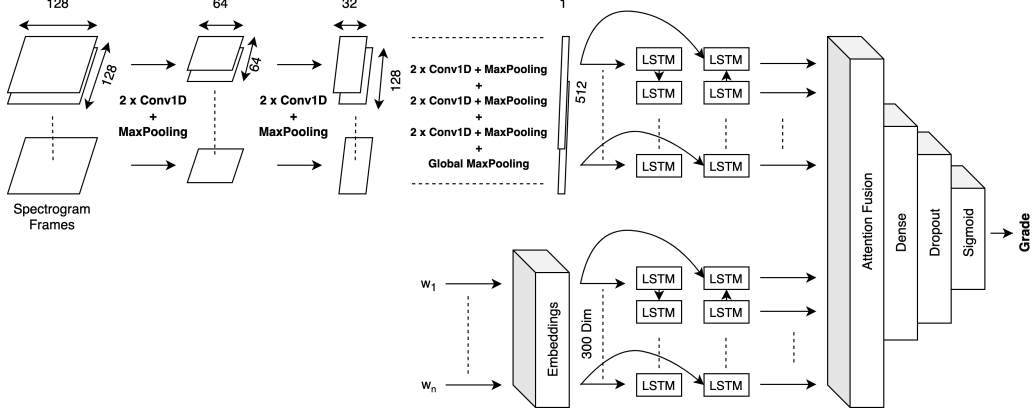 128
64
32
1
128
64
128
512
2 x Conv1D
+
MaxPooling
2 x Conv1D
+
MaxPooling
2 x Conv1D + MaxPooling
+
2 x Conv1D + MaxPooling
+
2 x Conv1D + MaxPooling
+
Global MaxPooling
Spectrogram
Frames
LSTM
LSTM
LSTM
LSTM
LSTM
LSTM
w1
wn
Embeddings
300 Dim
LSTM
LSTM
LSTM
LSTM
LSTM
LSTM
Attention Fusion
Dense
Dropout
Sigmoid
Grade